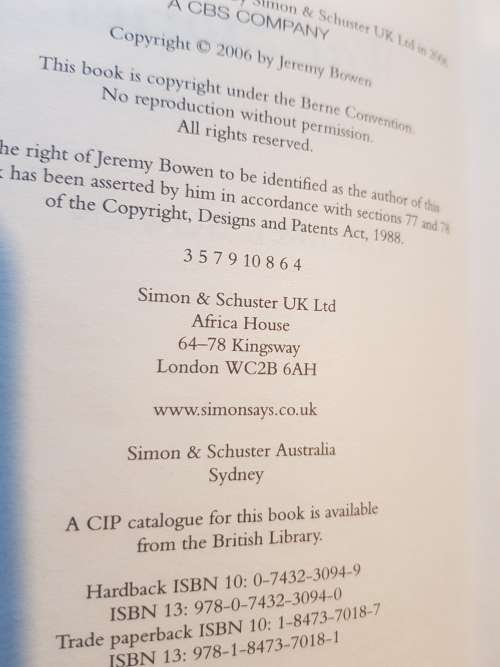 Simon & Schuster UK Ltd in 2006
A CBS COMPANY
Copyright © 2006 by Jeremy Bowen
This book is copyright under the Berne Convention.
No reproduction without permission.
All rights reserved.
he right of Jeremy Bowen to be identified as the author of this
has been asserted by him in accordance with sections 77 and 78
of the Copyright, Designs and Patents Act, 1988.
3 5 7 9 10 8 6 4
Simon & Schuster UK Ltd
Africa House
64–78 Kingsway
London WC2B 6AH
www.simonsays.co.uk
Simon & Schuster Australia
Sydney
A CIP catalogue for this book is available
from the British Library.
Hardback ISBN 10: 0-7432-3094-9
ISBN 13: 978-0-7432-3094-0
Trade paperback ISBN 10: 1-8473-7018-7
ISBN 13: 978-1-8473-7018-1